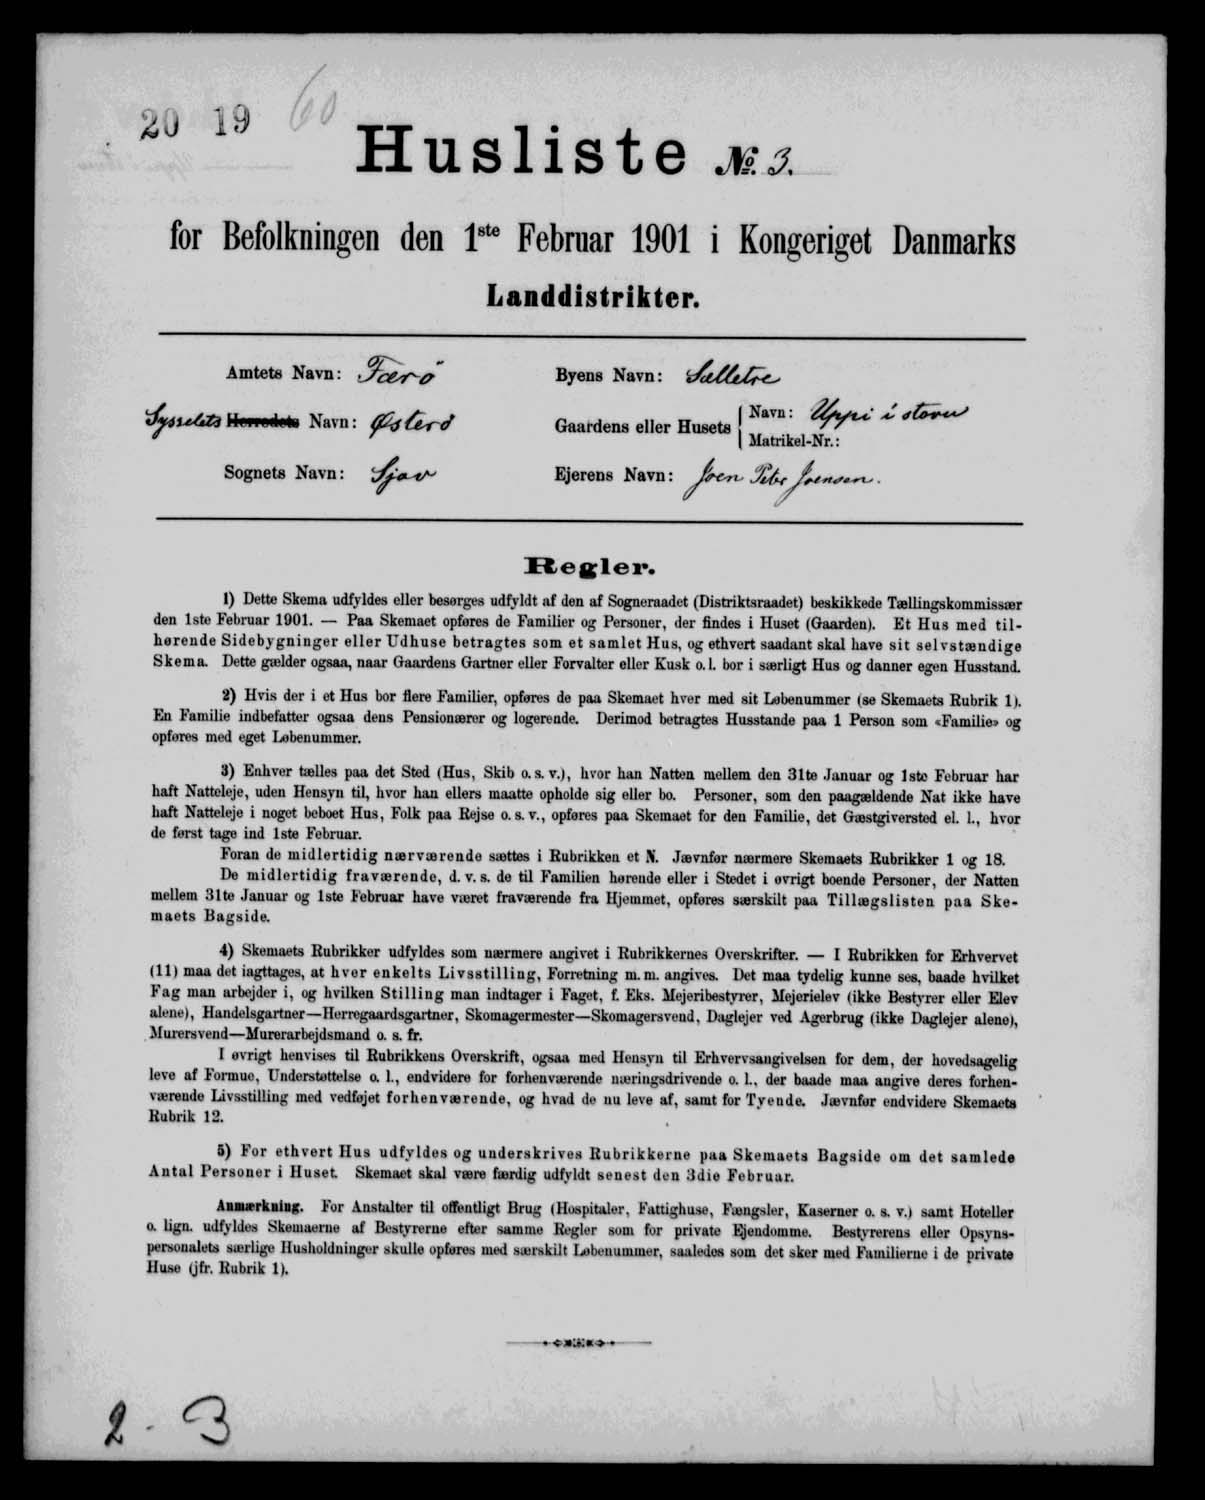 20 19 60
Husliste No. 3.
for Befolkningen den 1ste Februar 1901 i Kongeriget Danmarks
Landdistrikter.
Amtets Navn: Færö
Byens Navn: Selletræ
Sysselets Herredets Navn: Østerö
Gaardens eller Husets Navn: Uppi i stovu
Matrikel-Nr.:
Sognets Navn: Sjov
Ejerens Navn: Joen Peter Joensen.
Regler.
1) Dette Skema udfyldes eller besørges udfyldt af den af Sogneraadet (Distriktsraadet) beskikkede Tællingskommissær
den 1ste Februar 1901. — Paa Skemaet opføres de Familier og Personer, der findes i Huset (Gaarden). Et Hus med til-
hørende Sidebygninger eller Udhuse betragtes som et samlet Hus, og ethvert saadant skal have sit selvstændige
Skema. Dette gælder ogsaa, naar Gaardens Gartner eller Forvalter eller Kusk o. l. bor i særligt Hus og danner egen Husstand.
2) Hvis der i et Hus bor flere Familier, opføres de paa Skemaet hver med sit Løbenummer (se Skemaets Rubrik 1).
En Familie indbefatter ogsaa dens Pensionærer og logerende. Derimod betragtes Husstande paa 1 Person som «Familie» og
opføres med eget Løbenummer.
3) Enhver tælles paa det Sted (Hus, Skib o. s. v.), hvor han Natten mellem den 31te Januar og 1ste Februar har
haft Natteleje, uden Hensyn til, hvor han ellers maatte opholde sig eller bo. Personer, som den paagældende Nat ikke have
haft Natteleje i noget beboet Hus, Folk paa Rejse o. s. v., opføres paa Skemaet for den Familie, det Gæstgiversted el. l., hvor
de først tage ind 1ste Februar.
Foran de midlertidig nærværende sættes i Rubrikken et N. Jævnfør nærmere Skemaets Rubrikker 1 og 18.
De midlertidig fraværende, d. v. s. de til Familien hørende eller i Stedet i øvrigt boende Personer, der Natten
mellem 31te Januar og 1ste Februar have været fraværende fra Hjemmet, opføres særskilt paa Tillægslisten paa Ske-
maets Bagside.
4) Skemaets Rubrikker udfyldes som nærmere angivet i Rubrikkernes Overskrifter. — I Rubrikken for Erhvervet
(11) maa det iagttages, at hver enkelts Livsstilling, Forretning m. m. angives. Det maa tydelig kunne ses, baade hvilket
Fag man arbejder i, og hvilken Stilling man indtager i Faget, f. Eks. Mejeribestyrer, Mejerielev (ikke Bestyrer eller Elev
alene), Handelsgartner—Herregaardsgartner, Skomagermester—Skomagersvend, Daglejer ved Agerbrug (ikke Daglejer alene),
Murersvend—Murerarbejdsmand o. s. fr.
I øvrigt henvises til Rubrikkens Overskrift, ogsaa med Hensyn til Erhvervsangivelsen for dem, der hovedsagelig
leve af Formue, Understøttelse o. l., endvidere for forhenværende næringsdrivende o. l., der baade maa angive deres forhen-
værende Livsstilling med vedføjet forhenværende, og hvad de nu leve af, samt for Tyende. Jævnfør endvidere Skemaets
Rubrik 12.
5) For ethvert Hus udfyldes og underskrives Rubrikkerne paa Skemaets Bagside om det samlede
Antal Personer i Huset. Skemaet skal være færdig udfyldt senest den 3die Februar.
Anmærkning. For Anstalter til offentligt Brug (Hospitaler, Fattighuse, Fængsler, Kaserner o. s. v.) samt Hoteller
o. lign. udfyldes Skemaerne af Bestyrerne efter samme Regler som for private Ejendomme. Bestyrerens eller Opsyns-
personalets særlige Husholdninger skulle opføres med særskilt Løbenummer, saaledes som det sker med Familierne i de private
Huse (jfr. Rubrik 1).
2 - 3